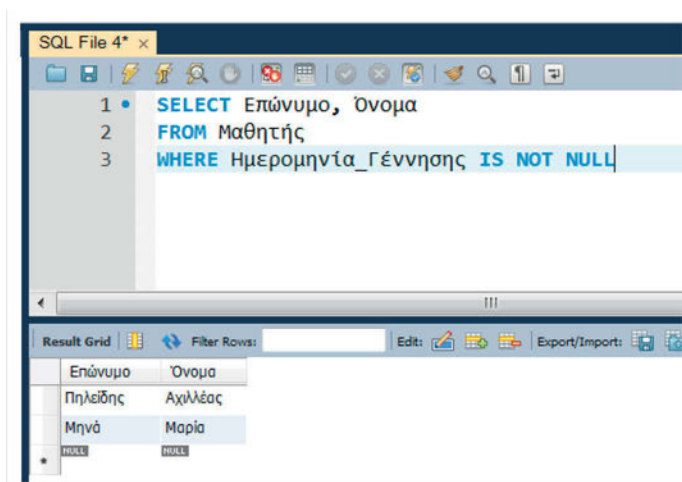 SQL File 4* ×
1 SELECT Επώνυμο, Όνομα
2 FROM Μαθητής
3 WHERE Ημερομηνία_Γέννησης IS NOT NULL
Result Grid Filter Rows: Edit: Export/Import:
Επώνυμο Όνομα
Πηλείδης Αχιλλέας
Μηνά Μαρία
* NULL NULL